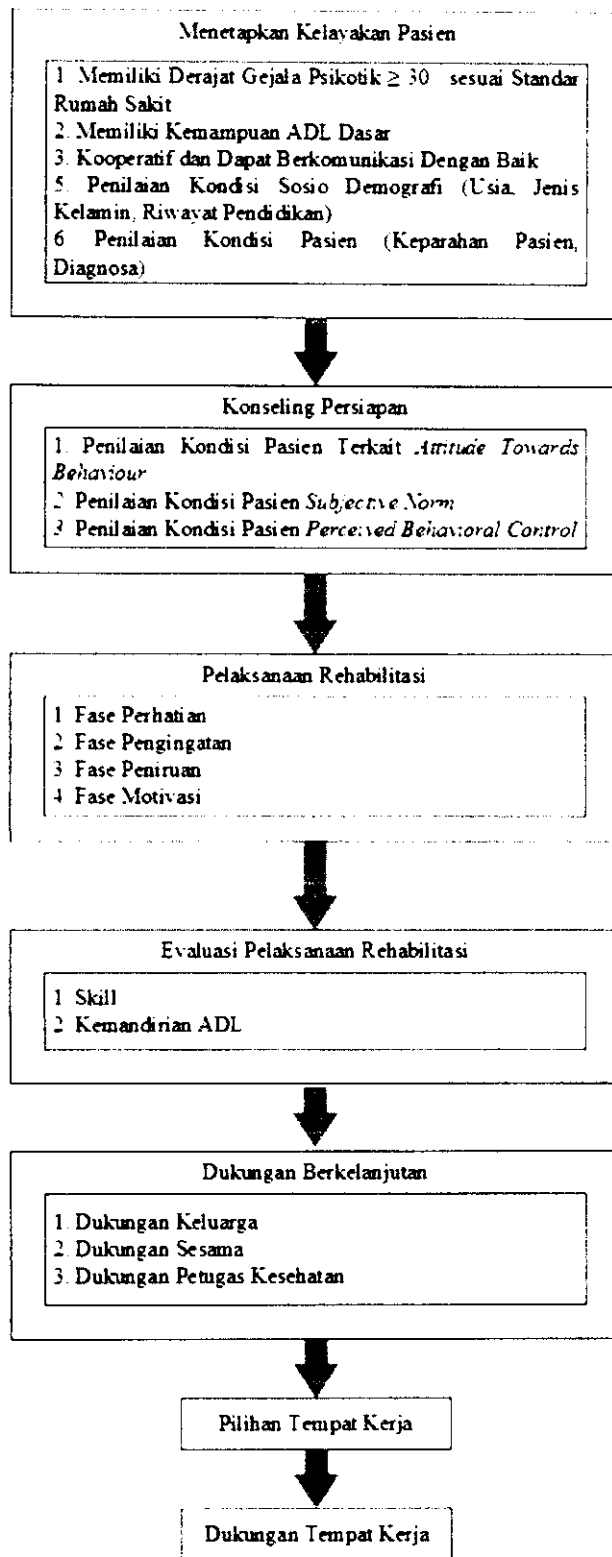 Menetapkan Kelayakan Pasien
1 Memiliki Derajat Gejala Psikotik ≥ 30 sesuai Standar
Rumah Sakit
2. Memiliki Kemampuan ADL Dasar
3. Kooperatif dan Dapat Berkomunikasi Dengan Baik
5. Penilaian Kondisi Sosio Demografi (Usia. Jenis
Kelamin, Riwayat Pendidikan)
6 Penilaian Kondisi Pasien (Keparahan Pasien,
Diagnosa)
Konseling Persiapan
1. Penilaian Kondisi Pasien Terkait Attitude Towards
Behaviour
2 Penilaian Kondisi Pasien Subjective Norm
3 Penilaian Kondisi Pasien Perceived Behavioral Control
Pelaksanaan Rehabilitasi
1 Fase Perhatian
2 Fase Pengingatan
3 Fase Peniruan
4 Fase Motivasi
Evaluasi Pelaksanaan Rehabilitasi
1 Skill
2 Kemandirian ADL
Dukungan Berkelanjutan
1. Dukungan Keluarga
2. Dukungan Sesama
3. Dukungan Petugas Kesehatan
Pilihan Tempat Kerja
Dukungan Tempat Kerja